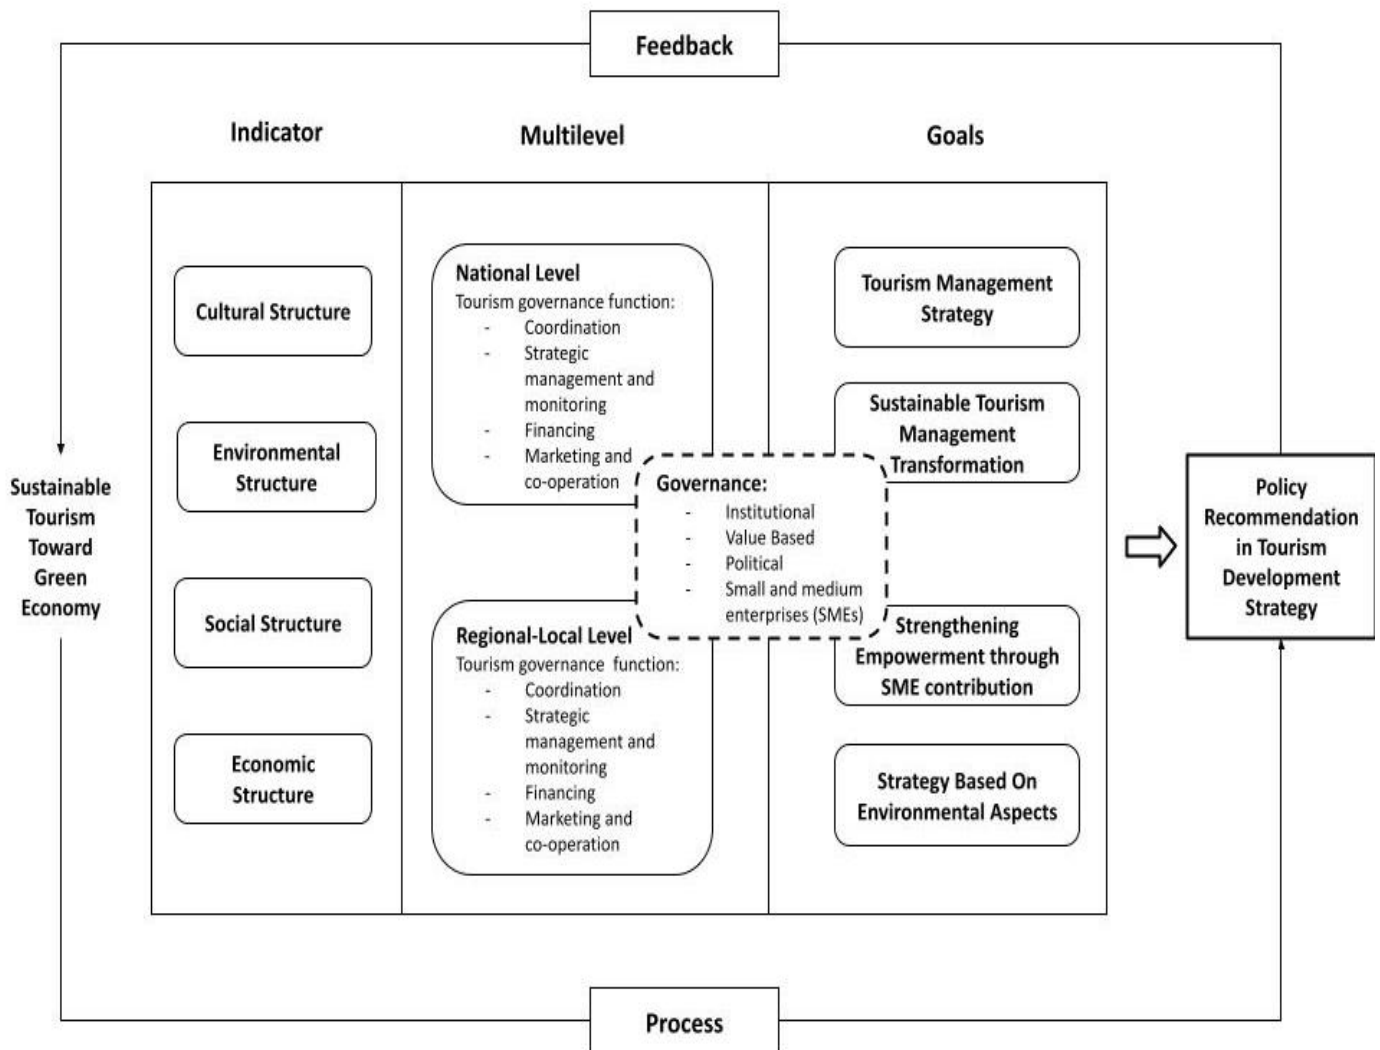 Feedback
Indicator
Multilevel
Goals
Cultural Structure
Environmental
Structure
Social Structure
Economic
Structure
National Level
Tourism governance function:
- Coordination
- Strategic
management and
monitoring
- Financing
- Marketing and
co-operation
Governance:
- Institutional
- Value Based
- Political
- Small and medium
enterprises (SMEs)
Regional-Local Level
Tourism governance function:
- Coordination
- Strategic
management and
monitoring
- Financing
- Marketing and
co-operation
Tourism Management
Strategy
Sustainable Tourism
Management
Transformation
Strengthening
Empowerment through
SME contribution
Strategy Based On
Environmental Aspects
Sustainable
Tourism
Toward
Green
Economy
Policy
Recommendation
in Tourism
Development
Strategy
Process